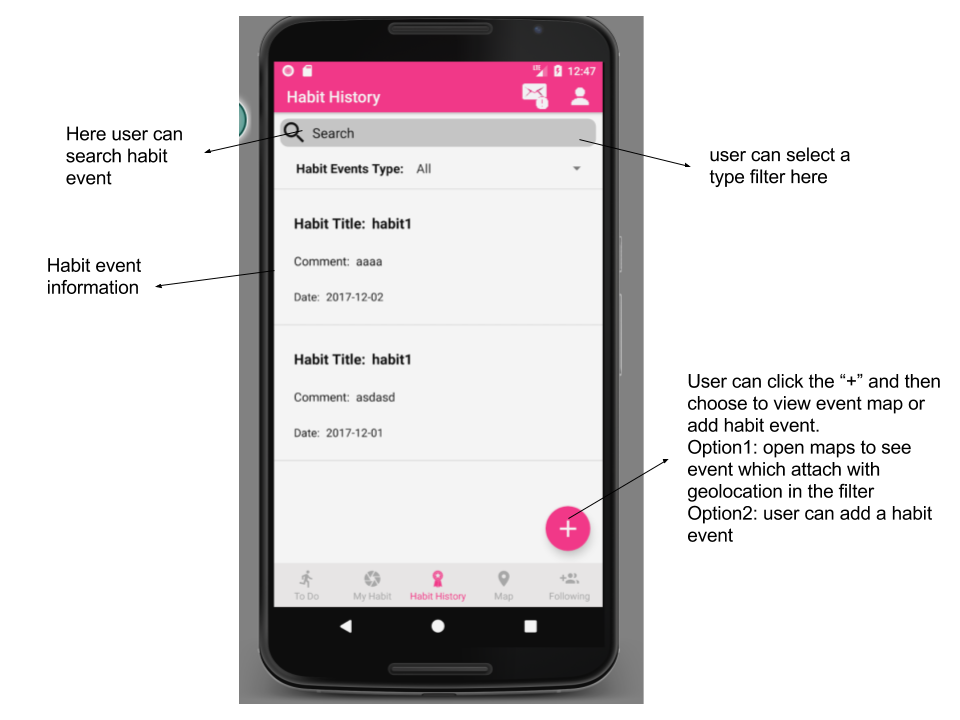 LTE 12:47
Habit History
Search
Habit Events Type: All
Habit Title: habit1
Comment: aaaa
Date: 2017-12-02
Habit Title: habit1
Comment: asdasd
Date: 2017-12-01
To Do My Habit Habit History Map Following
Here user can
search habit
event
Habit event
information
user can select a
type filter here
User can click the “+” and then
choose to view event map or
add habit event.
Option1: open maps to see
event which attach with
geolocation in the filter
Option2: user can add a habit
event